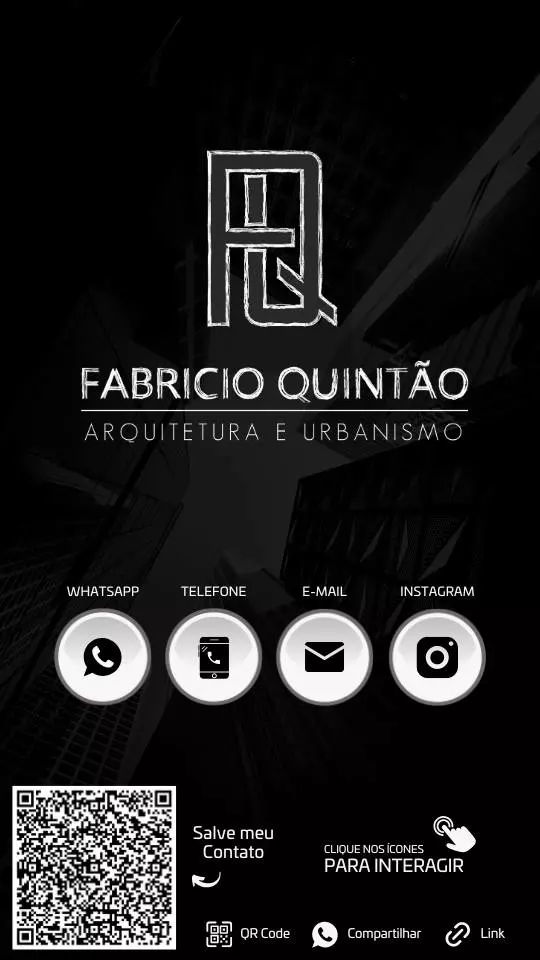 FABRICIO QUINTÃO
ARQUITETURA E URBANISMO
WHATSAPP TELEFONE E-MAIL INSTAGRAM
Salve meu
Contato
CLIQUE NOS ÍCONES
PARA INTERAGIR
QR Code Compartilhar Link